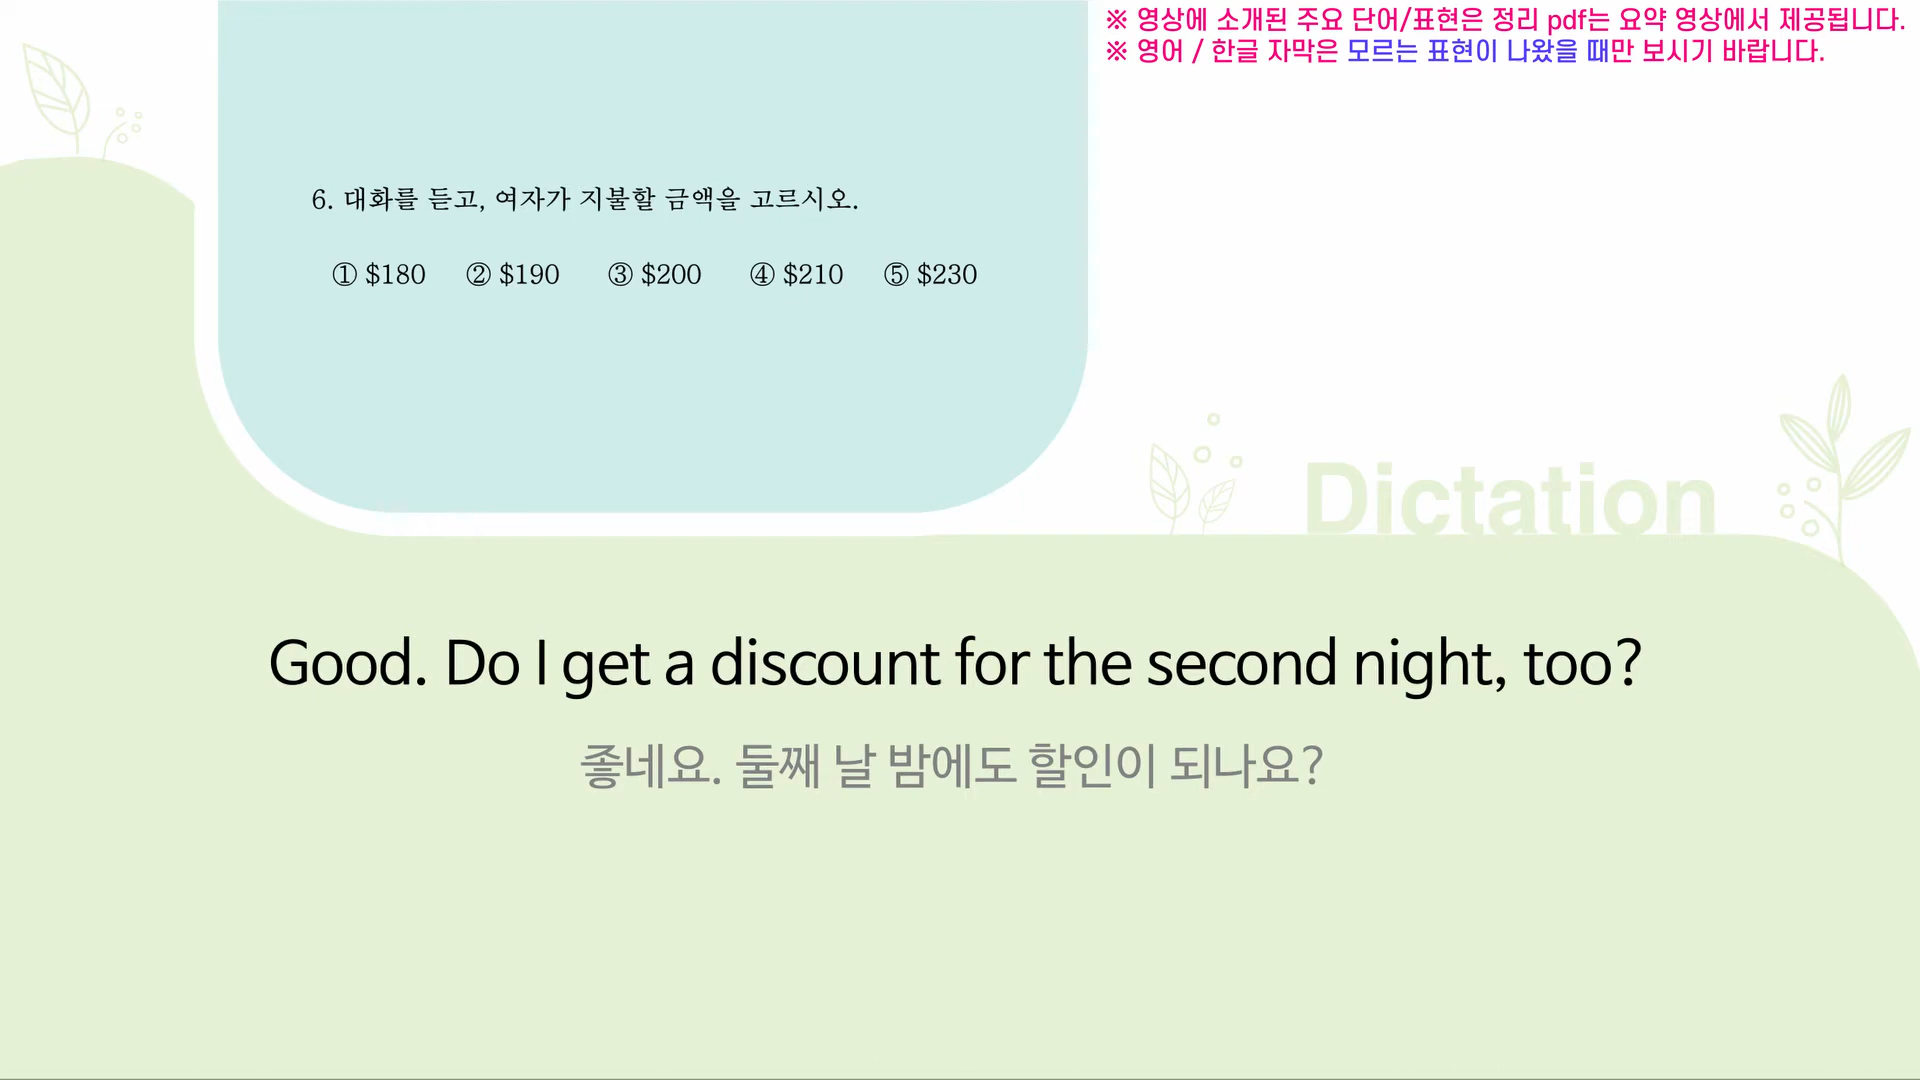 ※ 영상에 소개된 주요 단어/표현은 정리 pdf는 요약 영상에서 제공됩니다.
※ 영어 / 한글 자막은 모르는 표현이 나왔을 때만 보시기 바랍니다.
6. 대화를 듣고, 여자가 지불할 금액을 고르시오.
① $180 ② $190 ③ $200 ④ $210 ⑤ $230
Dictation
Good. Do I get a discount for the second night, too?
좋네요. 둘째 날 밤에도 할인이 되나요?